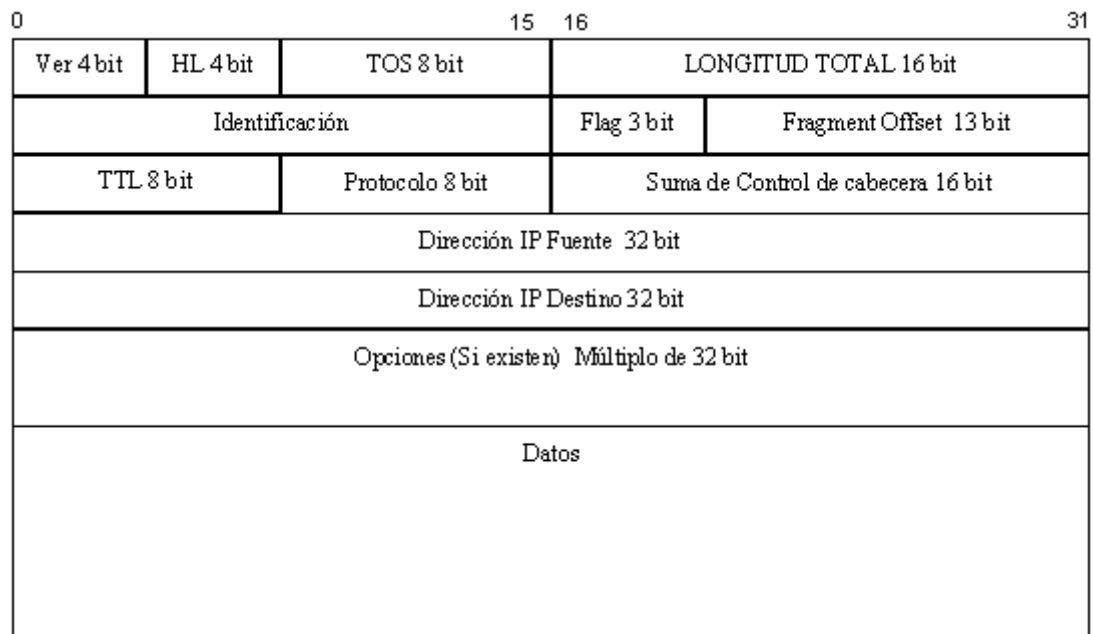 0 15 16 31
Ver 4 bit HL 4 bit TOS 8 bit LONGITUD TOTAL 16 bit
Identificación Flag 3 bit Fragment Offset 13 bit
TTL 8 bit Protocolo 8 bit Suma de Control de cabecera 16 bit
Dirección IP Fuente 32 bit
Dirección IP Destino 32 bit
Opciones (Si existen) Múltiplo de 32 bit
Datos